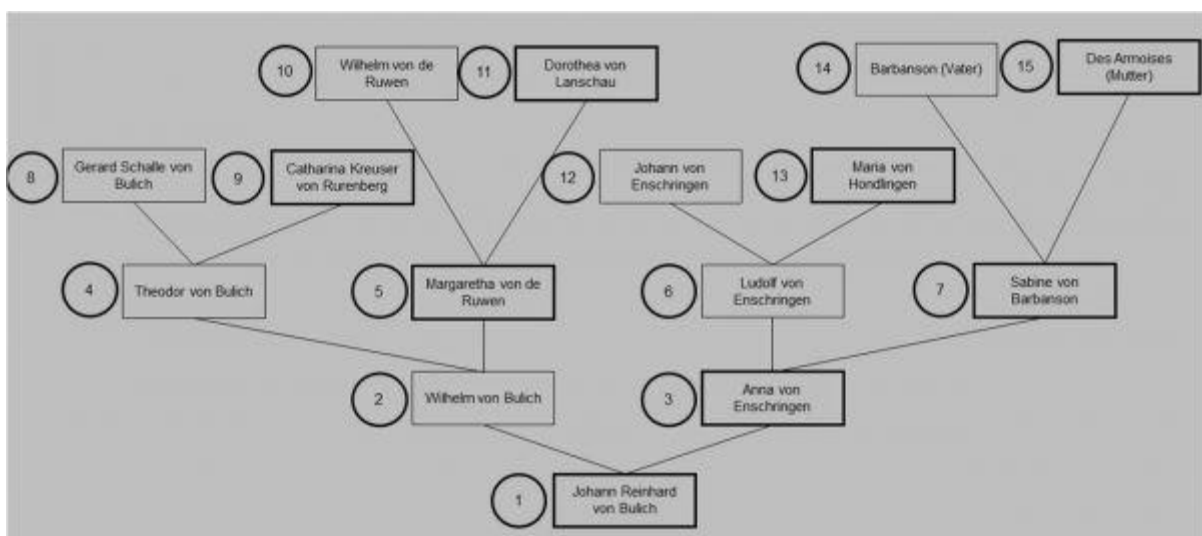 10
Wilhelm von de
Ruwen
11
Dorothea von
Lanschau
14
Barbanson (Vater)
15
Des Armoises
(Mutter)
8
Gerard Schalle von
Bulich
9
Catharina Kreuser
von Rurenberg
12
Johann von
Enschringen
13
Maria von
Hondlingen
4
Theodor von Bulich
5
Margaretha von de
Ruwen
6
Ludolf von
Enschringen
7
Sabine von
Barbanson
2
Wilhelm von Bulich
3
Anna von
Enschringen
1
Johann Reinhard
von Bulich